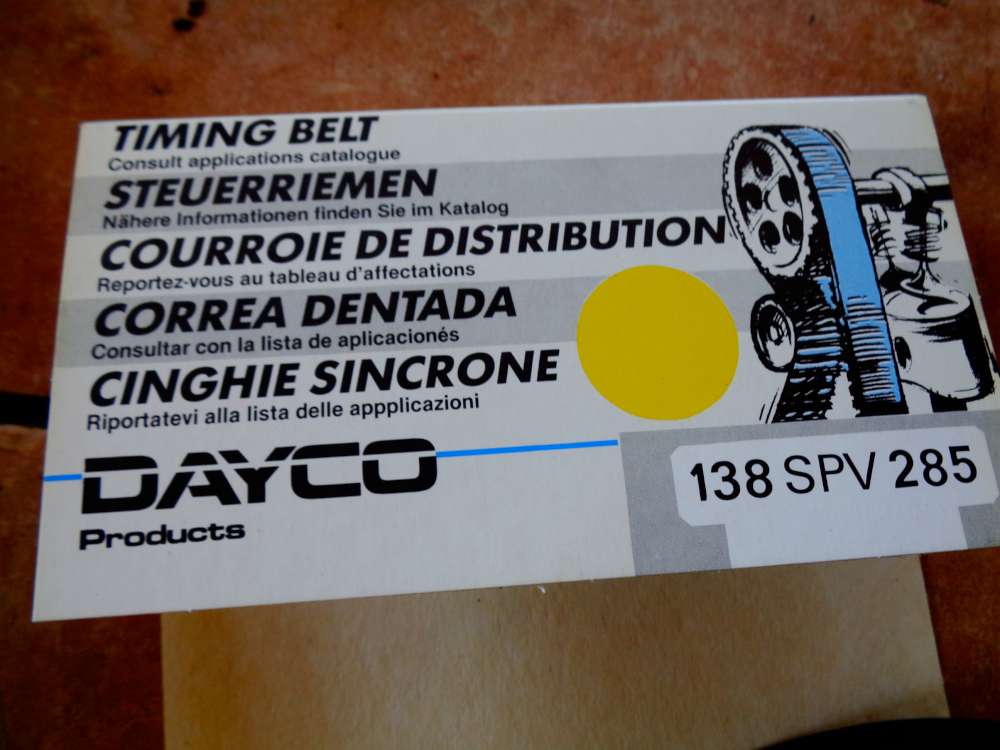 TIMING BELT
Consult applications catalogue
STEUERRIEMEN
Nähere Informationen finden Sie im Katalog
COURROIE DE DISTRIBUTION
Reportez-vous au tableau d'affectations
CORREA DENTADA
Consultar con la lista de aplicacionés
CINGHIE SINCRONE
Riportatevi alla lista delle appplicazioni
DAYCO
Products
138 SPV 285